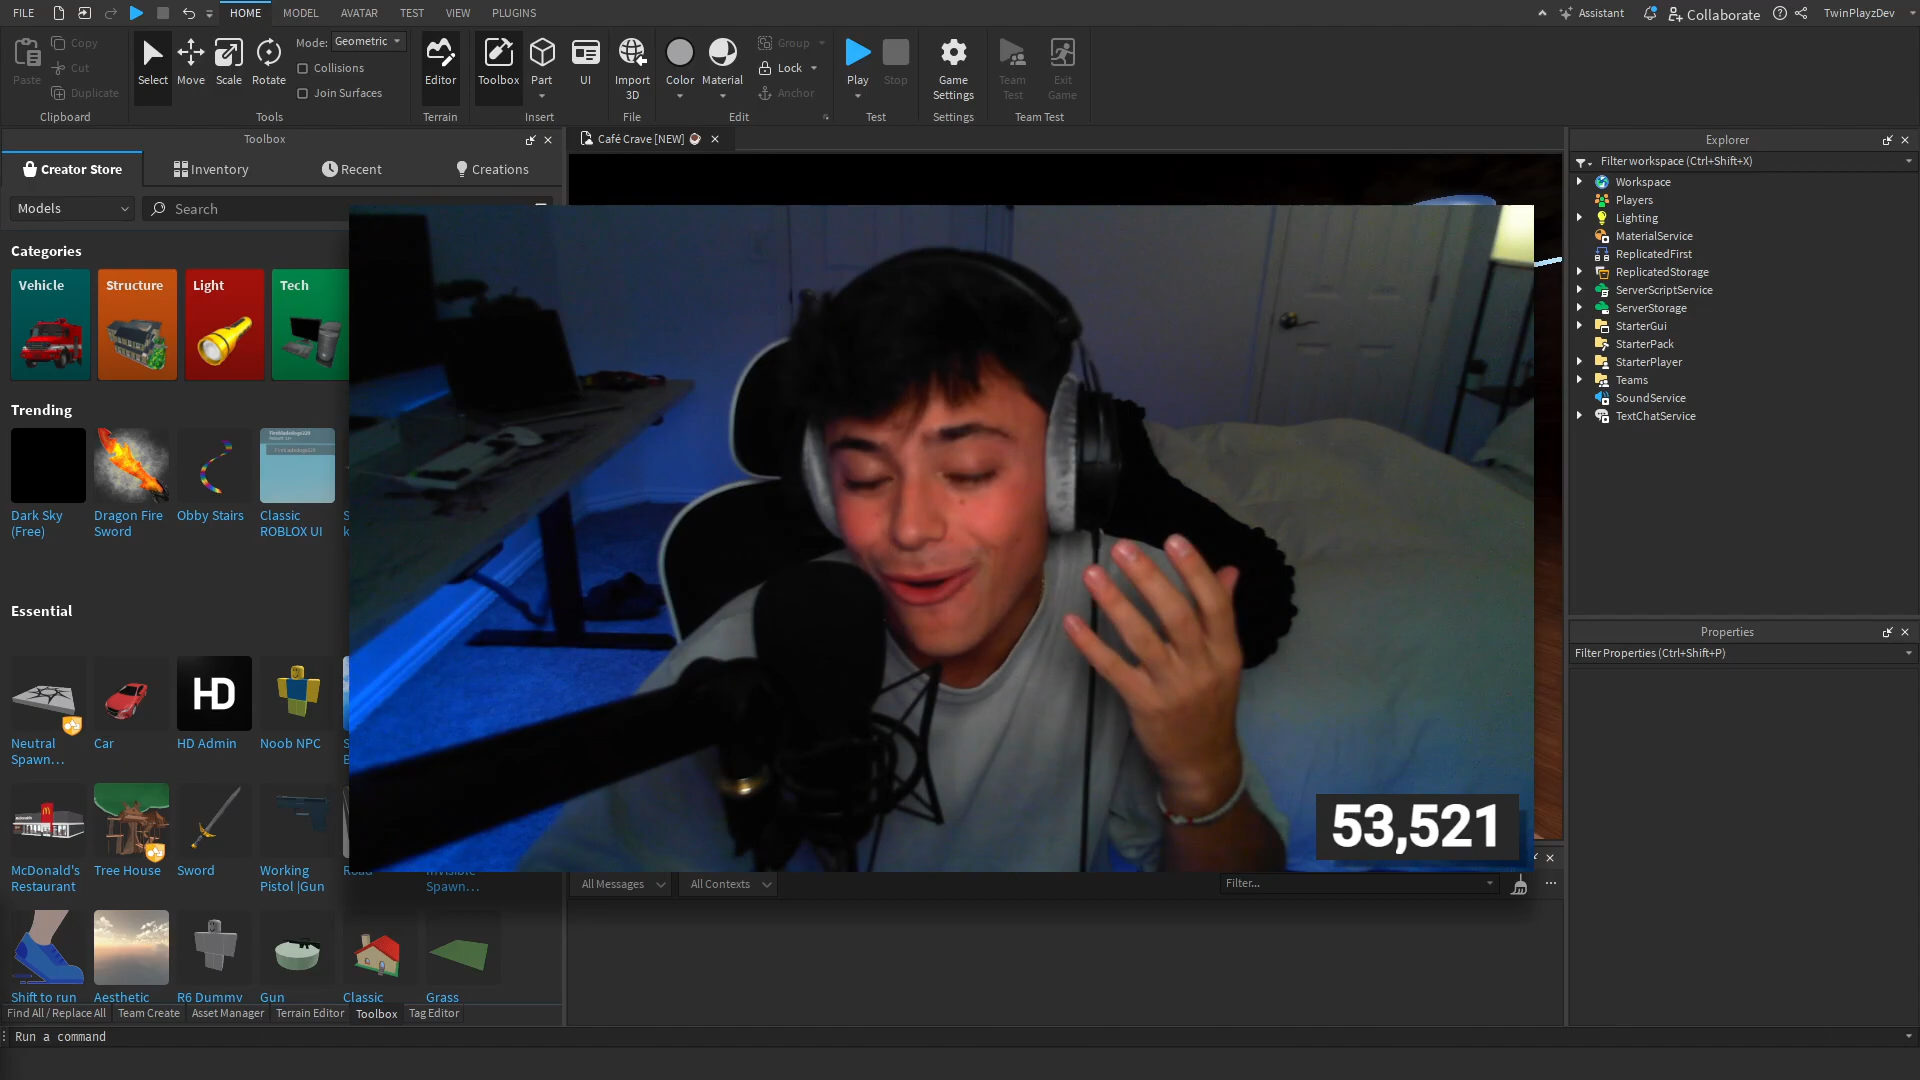 FILE
HOME
MODEL
AVATAR
TEST
VIEW
PLUGINS
Assistant
Collaborate
TwinPlayzDev
Paste
Copy
Cut
Duplicate
Clipboard
Select
Move
Scale
Rotate
Mode: Geometric
Collisions
Join Surfaces
Tools
Editor
Terrain
Toolbox
Part
UI
Insert
Import
3D
File
Color
Material
Group
Lock
Anchor
Edit
Play
Stop
Test
Game
Settings
Settings
Team
Test
Exit
Game
Team Test
Toolbox
Creator Store
Inventory
Recent
Creations
Models
Search
Categories
Vehicle
Structure
Light
Tech
Trending
Dark Sky
(Free)
Dragon Fire
Sword
Obby Stairs
Classic
ROBLOX UI
Essential
Neutral
Spawn…
Car
HD
HD Admin
Noob NPC
McDonald's
Restaurant
Tree House
Sword
Working
Pistol |Gun
Road
Invisible
Spawn…
Shift to run
Aesthetic
R6 Dummy
Gun
Classic
Grass
Find All / Replace All
Team Create
Asset Manager
Terrain Editor
Toolbox
Tag Editor
Run a command
Café Crave [NEW]
53,521
All Messages
All Contexts
Filter...
Explorer
Filter workspace (Ctrl+Shift+X)
Workspace
Players
Lighting
MaterialService
ReplicatedFirst
ReplicatedStorage
ServerScriptService
ServerStorage
StarterGui
StarterPack
StarterPlayer
Teams
SoundService
TextChatService
Properties
Filter Properties (Ctrl+Shift+P)